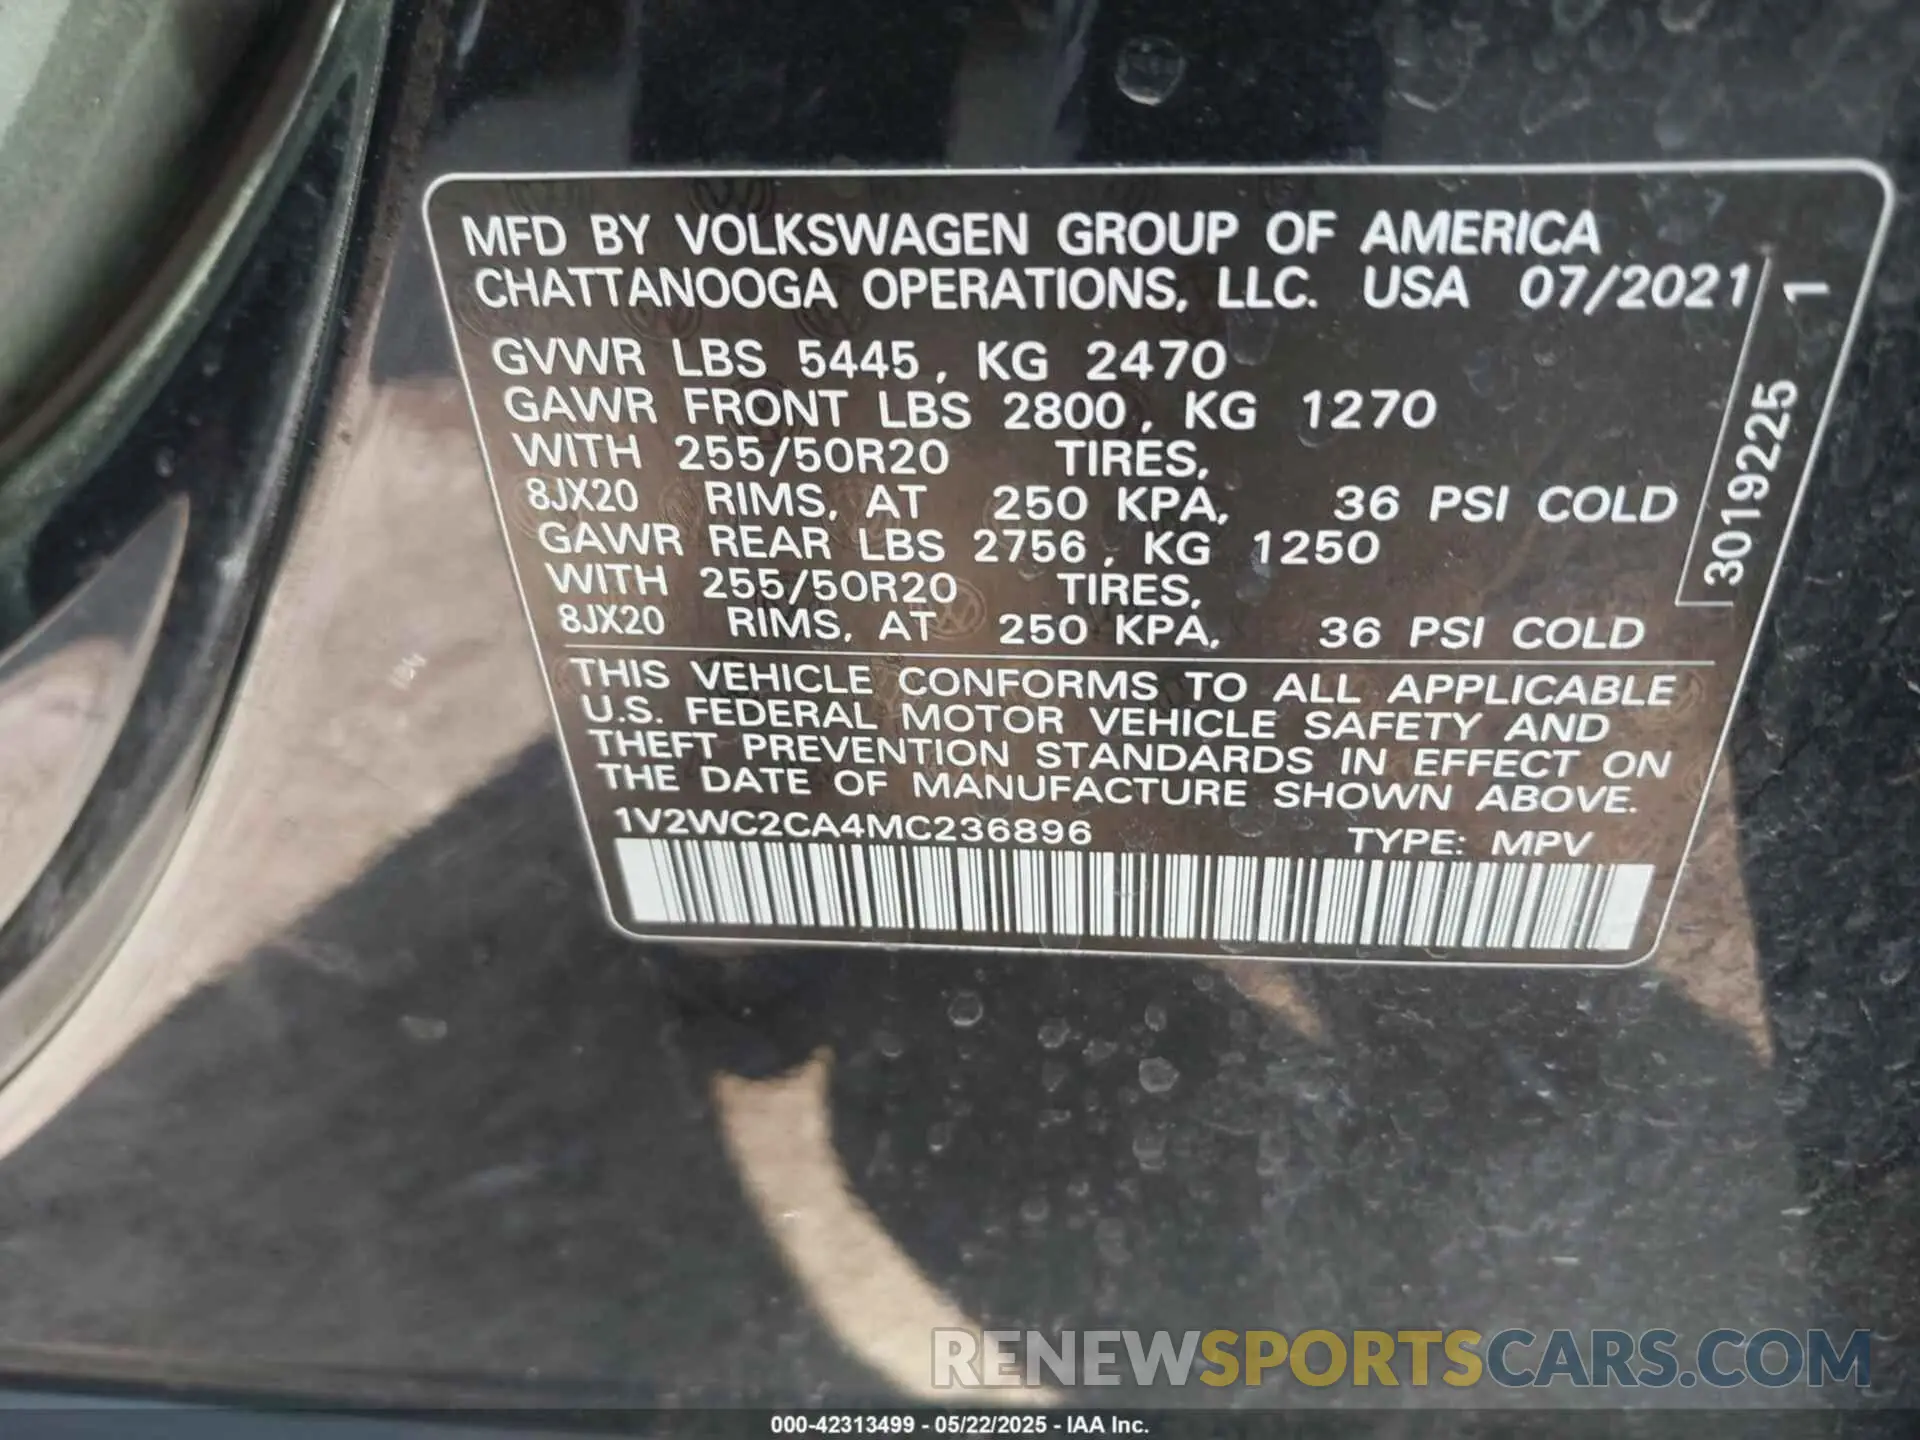 MFD BY VOLKSWAGEN GROUP OF AMERICA
CHATTANOOGA OPERATIONS, LLC. USA 07/2021
GVWR LBS 5445, KG 2470
GAWR FRONT LBS 2800, KG 1270
WITH 255/50R20 TIRES,
8JX20 RIMS, AT 250 KPA, 36 PSI COLD
GAWR REAR LBS 2756, KG 1250
WITH 255/50R20 TIRES,
8JX20 RIMS, AT 250 KPA, 36 PSI COLD
THIS VEHICLE CONFORMS TO ALL APPLICABLE
U.S. FEDERAL MOTOR VEHICLE SAFETY AND
THEFT PREVENTION STANDARDS IN EFFECT ON
THE DATE OF MANUFACTURE SHOWN ABOVE.
1V2WC2CA4MC236896 TYPE: MPV
3019225 1
RENEWSPORTSCARS.COM
000-42313499 - 05/22/2025 - IAA Inc.